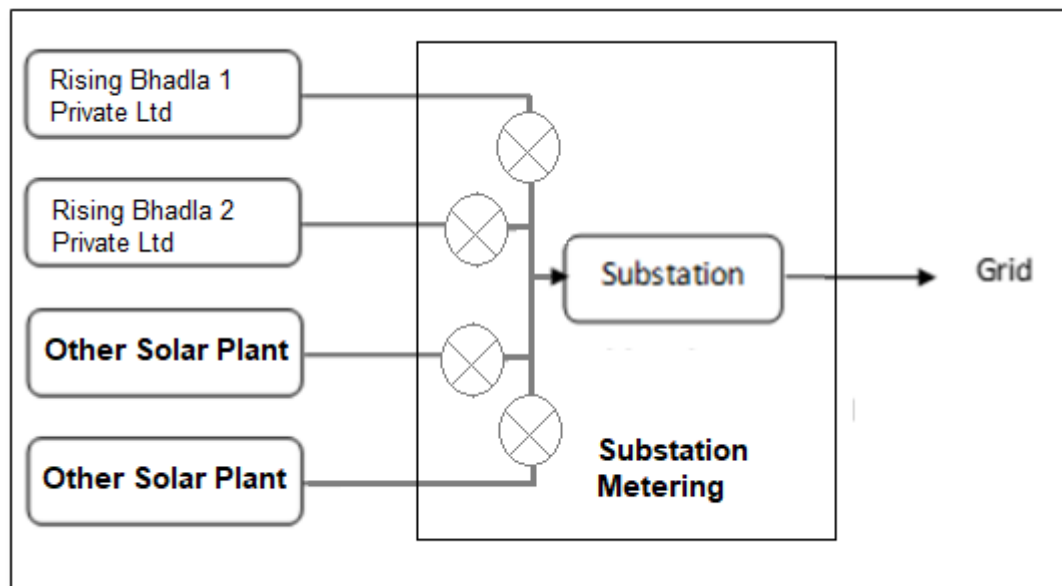 Rising Bhadla 1
Private Ltd
Rising Bhadla 2
Private Ltd
Other Solar Plant
Other Solar Plant
Substation
Grid
Substation
Metering